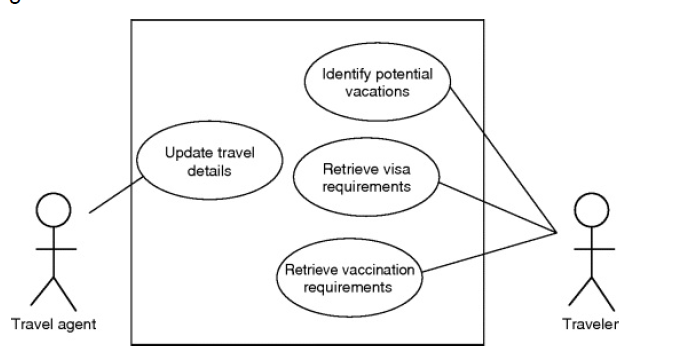 Identify potential
vacations
Update travel
details
Retrieve visa
requirements
Retrieve vaccination
requirements
Travel agent
Traveler